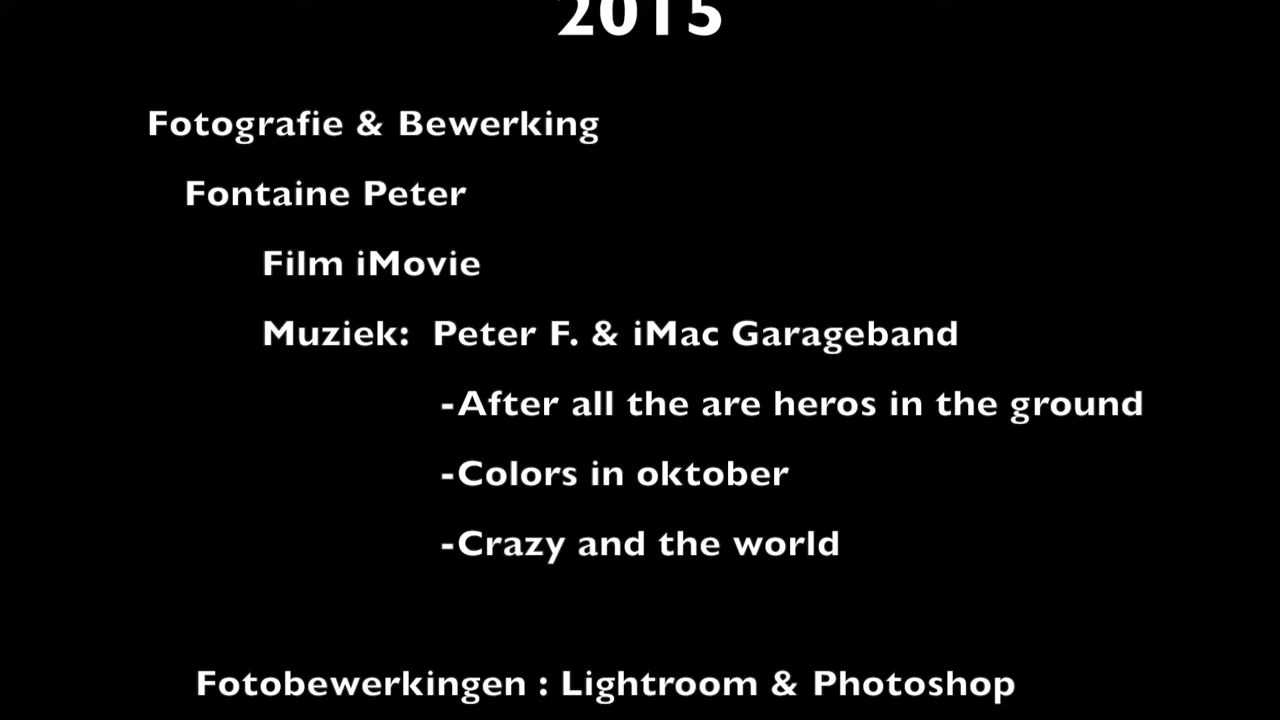 2015
Fotografie & Bewerking
Fontaine Peter
Film iMovie
Muziek: Peter F. & iMac Garageband
-After all the are heros in the ground
-Colors in oktober
-Crazy and the world
Fotobewerkingen : Lightroom & Photoshop